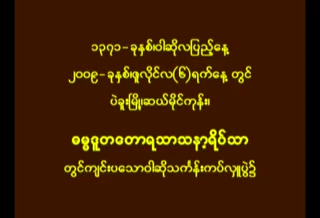 ၁၃၇၁-ခုနှစ်၊ဝါဆိုလပြည့်နေ့
၂၀၀၉-ခုနှစ်၊ဇူလိုင်လ(၆)ရက်နေ့ တွင်
ပဲခူးမြို့၊ဆယ်မိုင်ကုန်း၊
ဓမ္မဒူတတောရသာသနာ့ရိပ်သာ
တွင်ကျင်းပသောဝါဆိုသင်္ကန်းကပ်လှူပွဲ၌